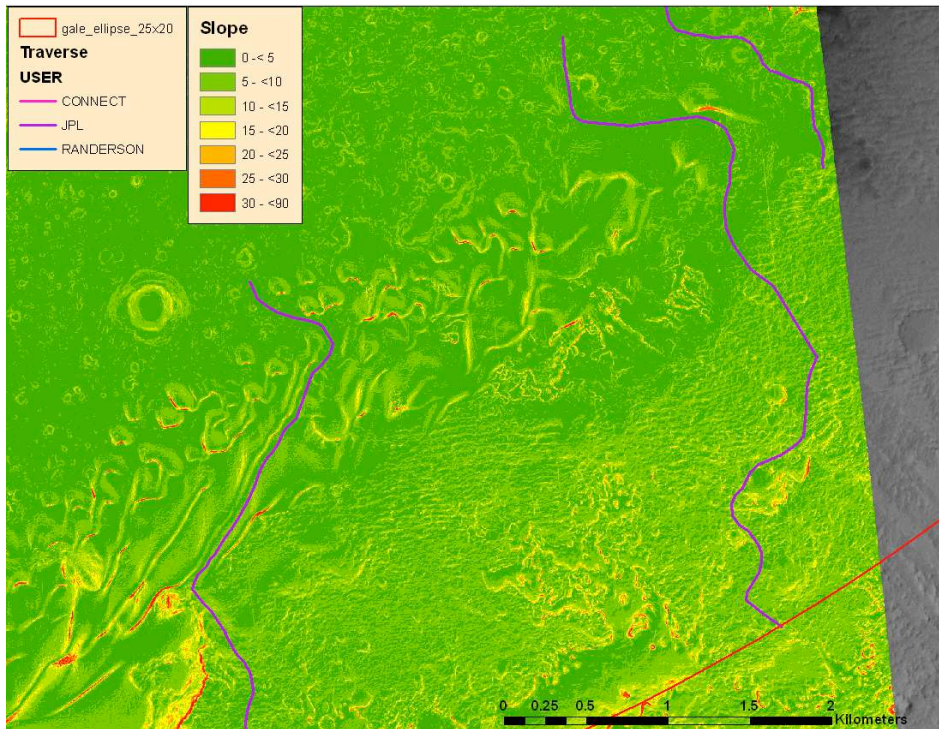 gale_ellipse_25x20
Traverse
USER
CONNECT
JPL
RANDERSON
Slope
0 -< 5
5 - <10
10 - <15
15 - <20
20 - <25
25 - <30
30 - <90
0 0.25 0.5 1 1.5 2
Kilometers